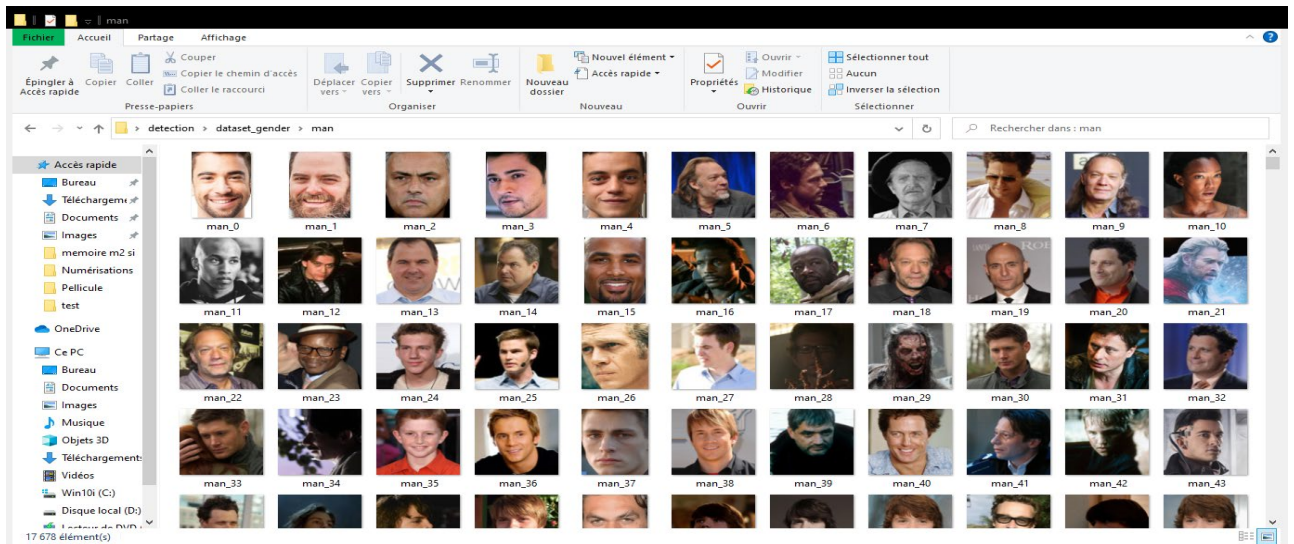 man
Fichier Accueil Partage Affichage
Épingler à Accès rapide
Copier
Coller
Couper
Copier le chemin d'accès
Coller le raccourci
Presse-papiers
Déplacer vers
Copier vers
Supprimer
Renommer
Organiser
Nouveau dossier
Nouvel élément
Accès rapide
Nouveau
Propriétés
Ouvrir
Modifier
Historique
Ouvrir
Sélectionner tout
Aucun
Inverser la sélection
Sélectionner
detection > dataset_gender > man
Rechercher dans : man
Accès rapide
Bureau
Téléchargeme
Documents
Images
memoire m2 si
Numérisations
Pellicule
test
OneDrive
Ce PC
Bureau
Documents
Images
Musique
Objets 3D
Téléchargement
Vidéos
Win10i (C:)
Disque local (D:)
man_0 man_1 man_2 man_3 man_4 man_5 man_6 man_7 man_8 man_9 man_10
man_11 man_12 man_13 man_14 man_15 man_16 man_17 man_18 man_19 man_20 man_21
man_22 man_23 man_24 man_25 man_26 man_27 man_28 man_29 man_30 man_31 man_32
man_33 man_34 man_35 man_36 man_37 man_38 man_39 man_40 man_41 man_42 man_43
17 678 élément(s)